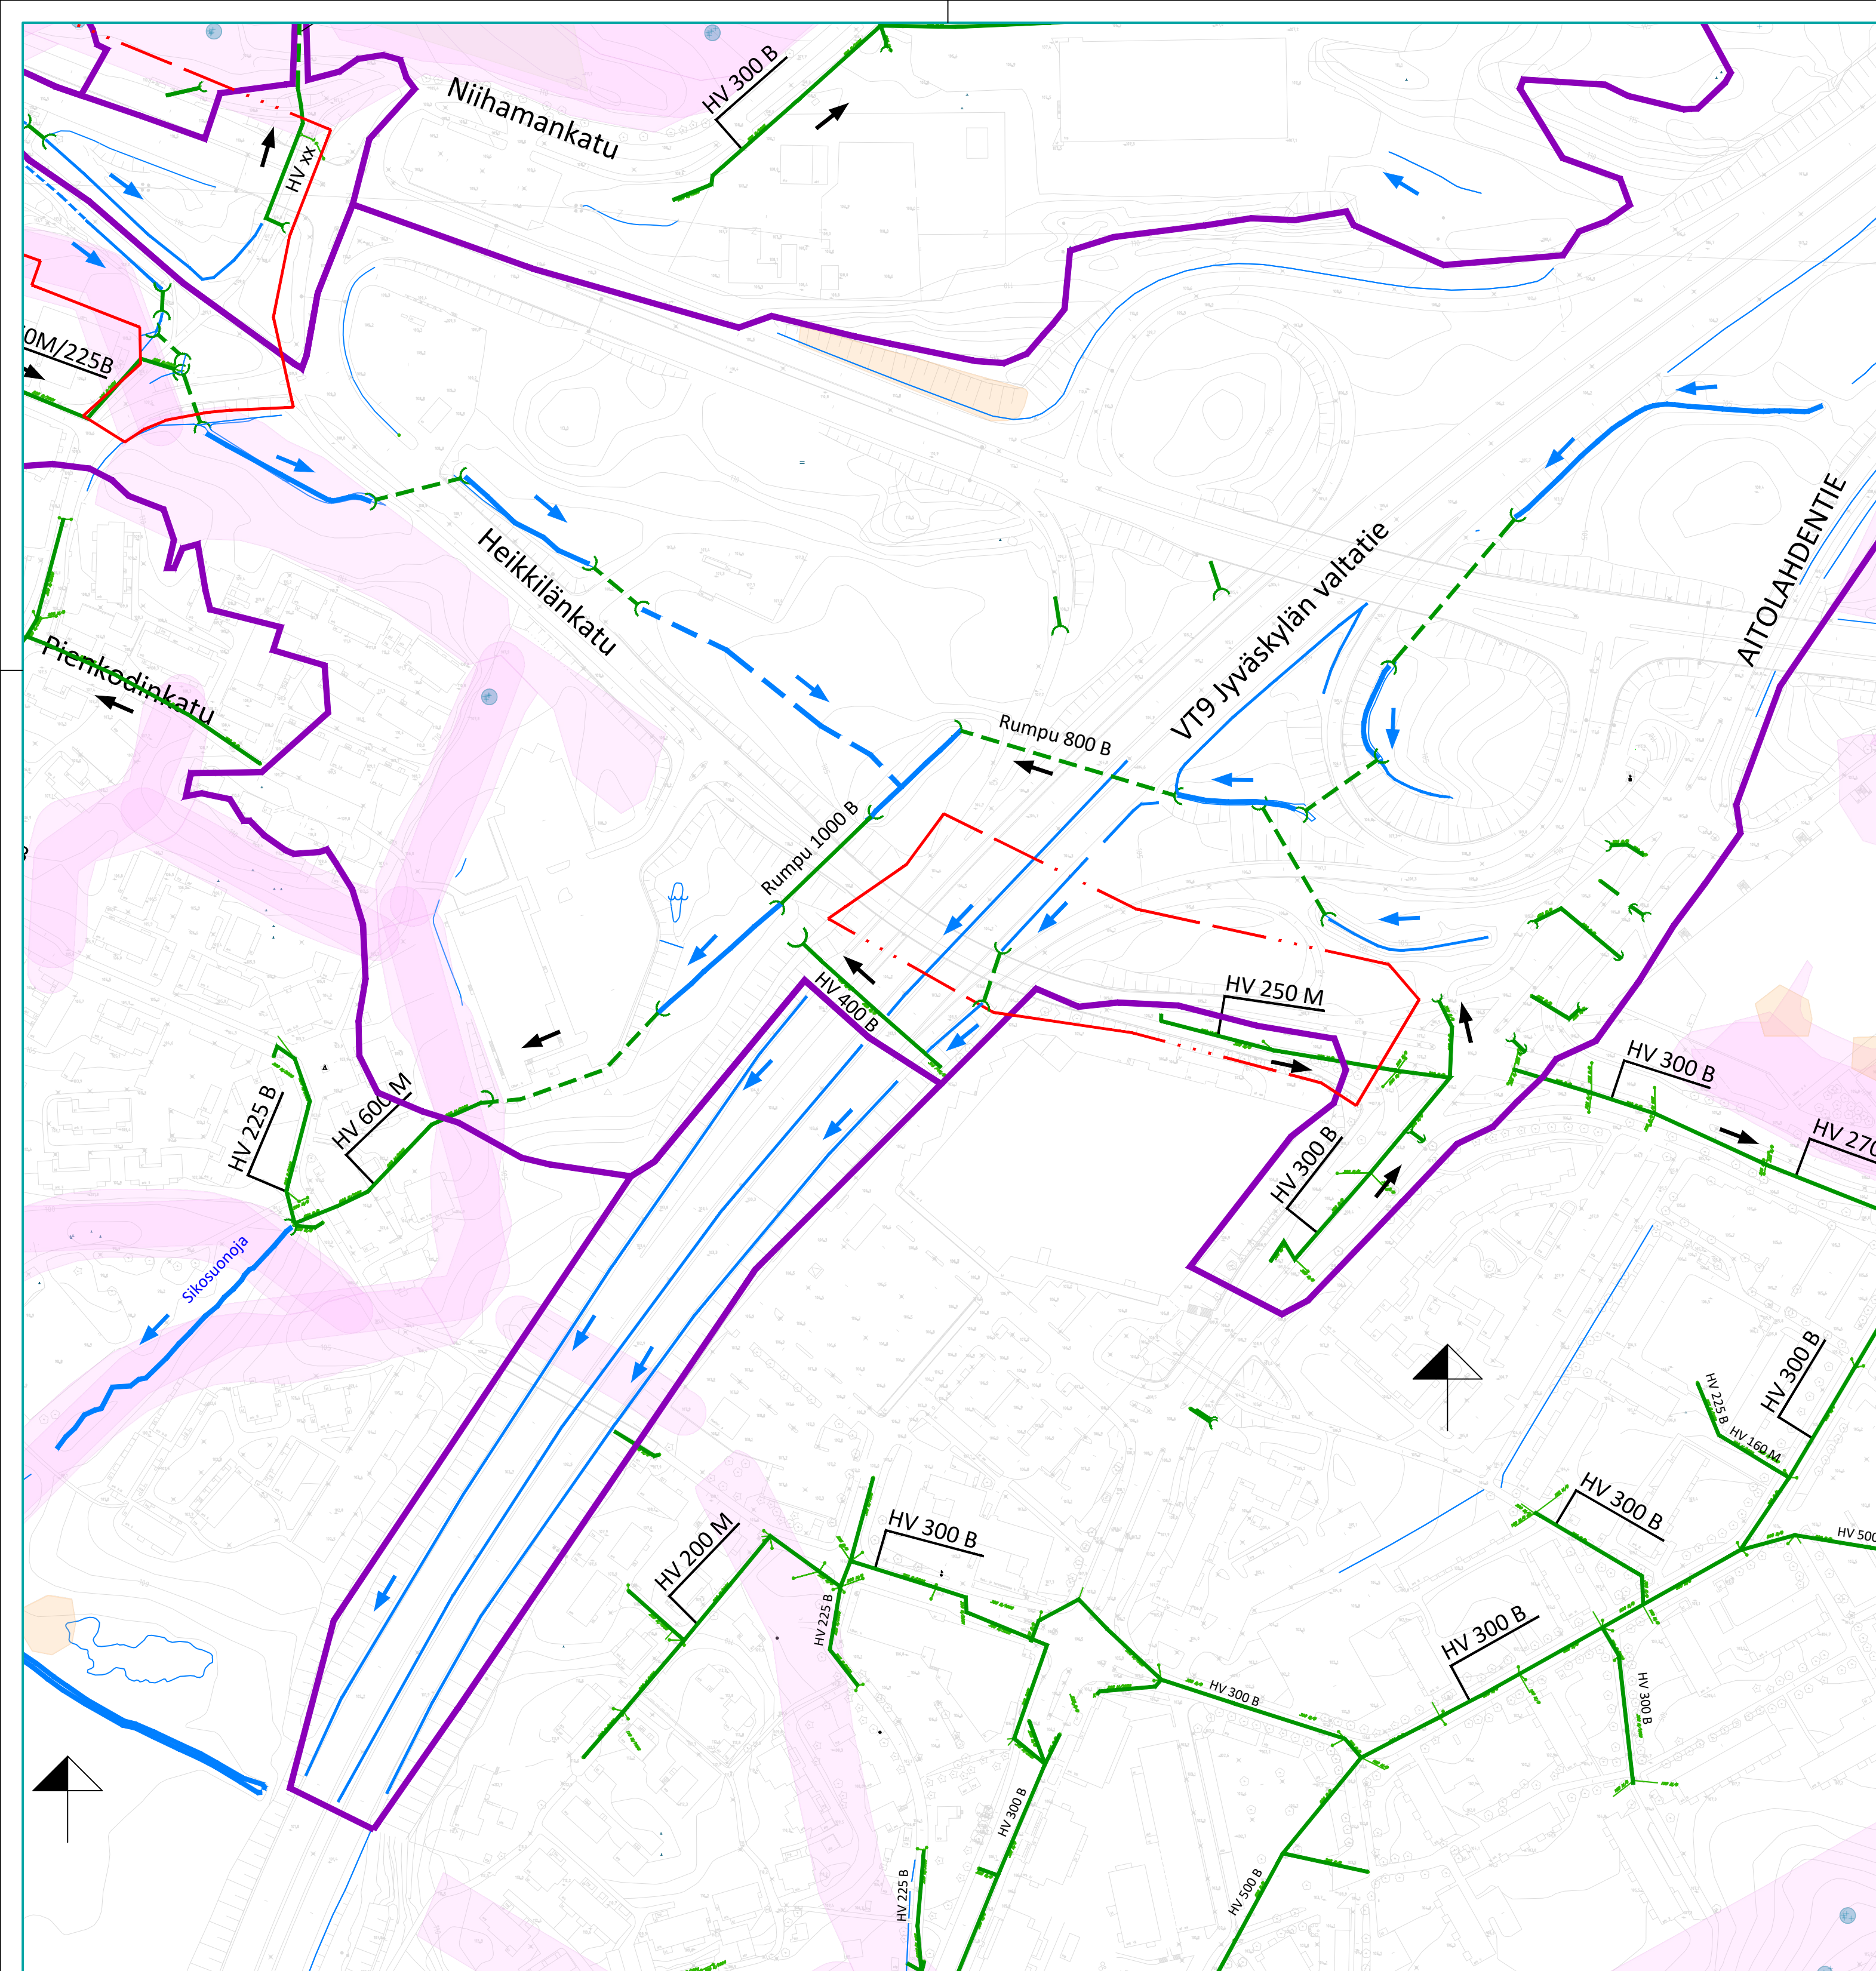 Niihamankatu
HV 300 B
HV xx
0M/225B
Heikkilänkatu
VT9 Jyväskylän valtatie
AITOLAHDENTIE
Pienkodinkatu
Rumpu 800 B
Rumpu 1000 B
HV 400 B
HV 250 M
HV 300 B
HV 270
HV 225 B
HV 600 M
HV 300 B
Sikosuonoja
HV 300 B
HV 225 B
HV 160 M
HV 200 M
HV 300 B
HV 300 B
HV 500
HV 225 B
HV 300 B
HV 300 B
HV 300 B
HV 300 B
HV 225 B
HV 500 B